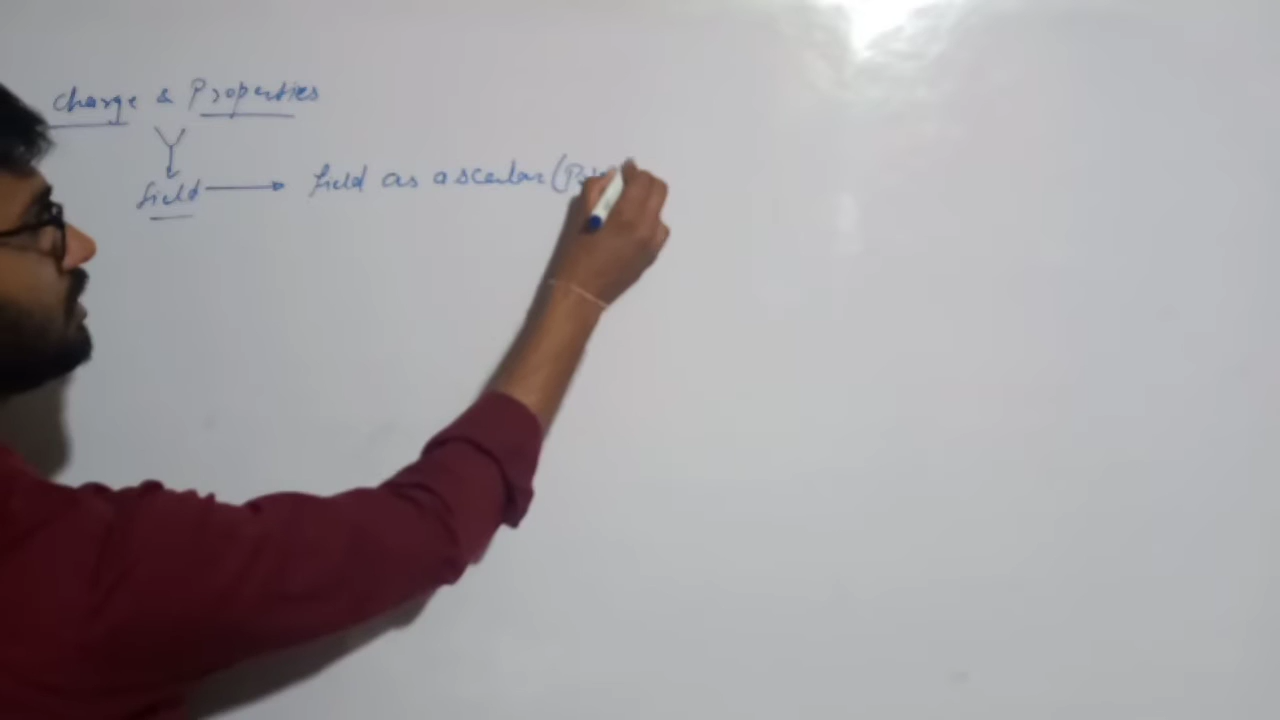 Charge & Properties
field → field as a scalar (